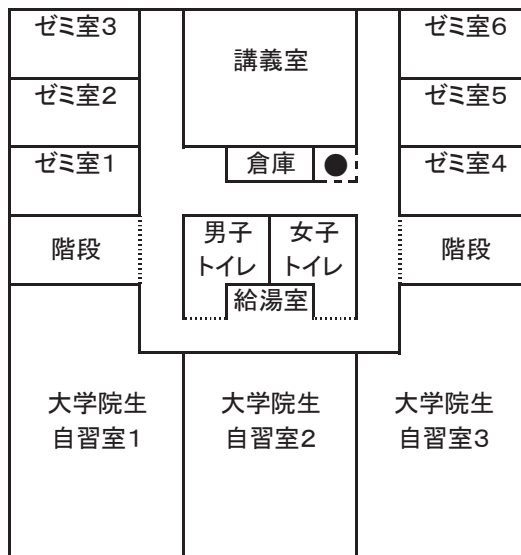 ゼミ室3
講義室
ゼミ室6
ゼミ室2
ゼミ室5
ゼミ室1
倉庫
ゼミ室4
階段
男子
トイレ
女子
トイレ
階段
給湯室
大学院生
自習室1
大学院生
自習室2
大学院生
自習室3